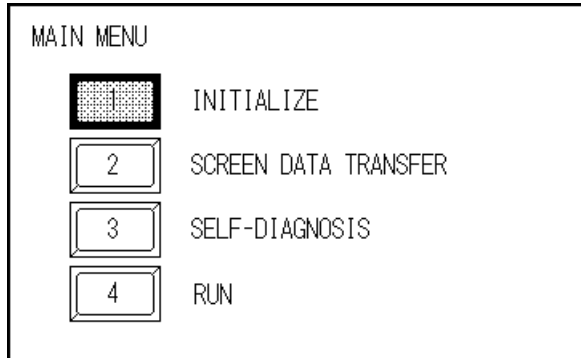 MAIN MENU
1 INITIALIZE
2 SCREEN DATA TRANSFER
3 SELF-DIAGNOSIS
4 RUN